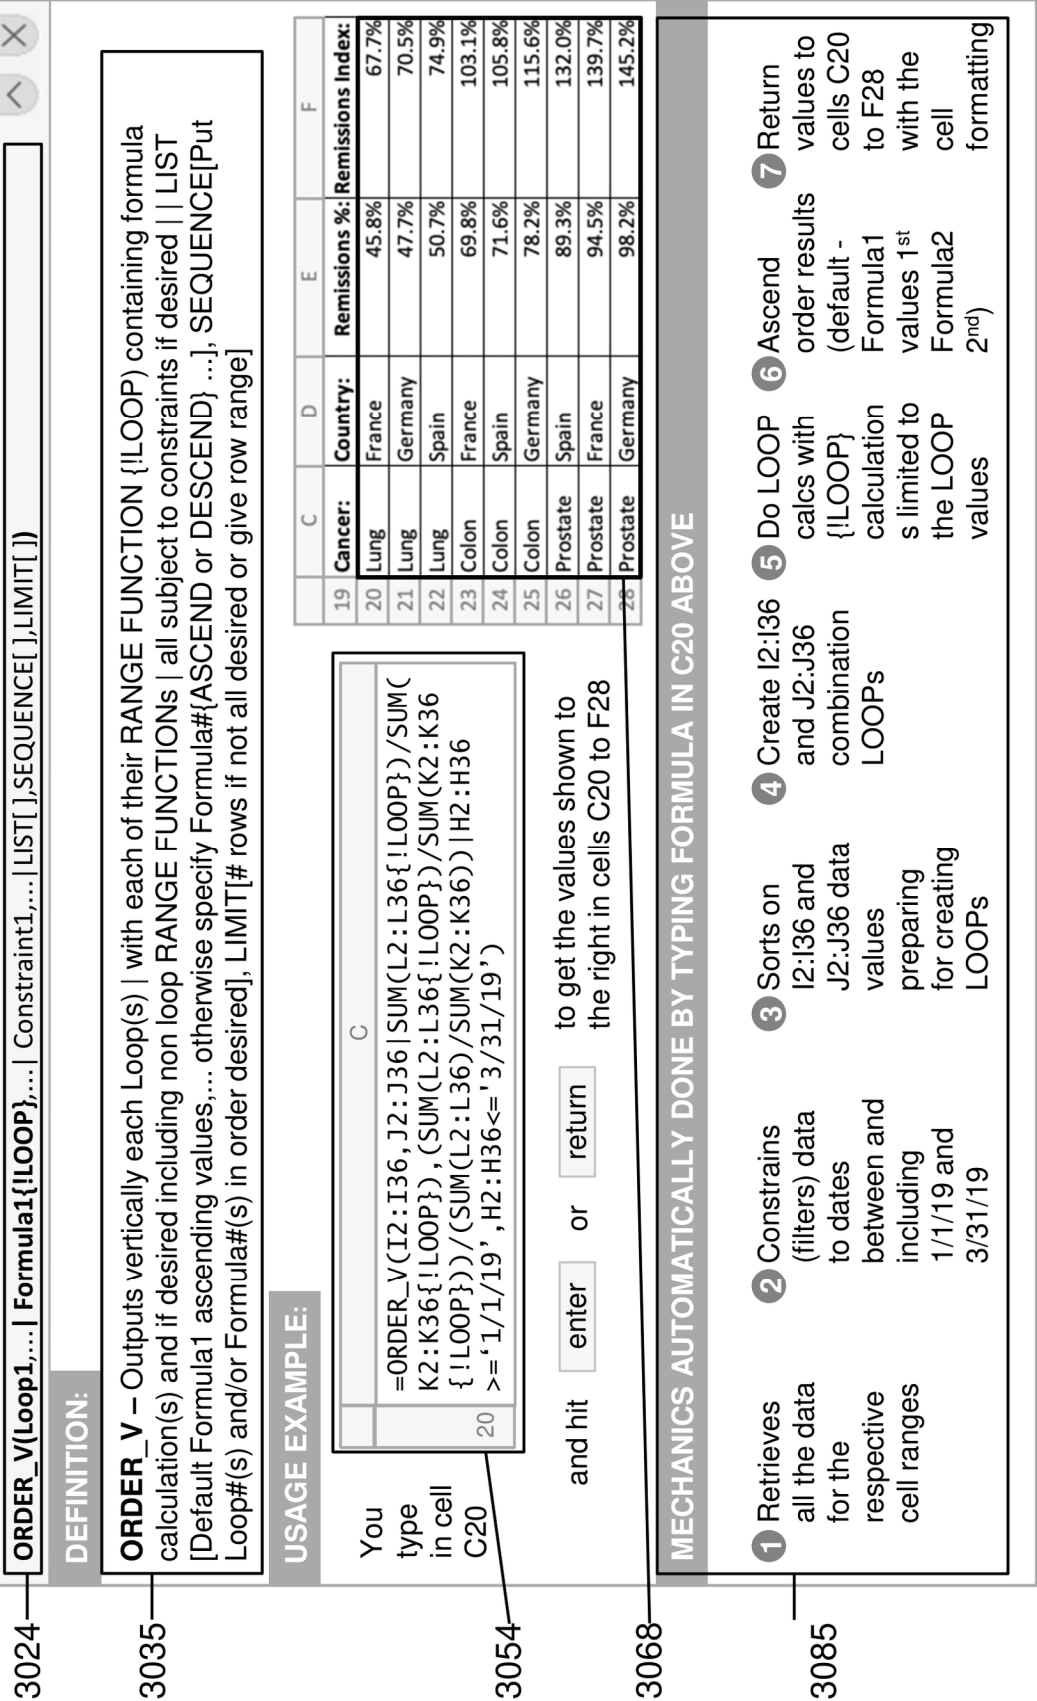 3024
ORDER_V(Loop1,...| Formula1{!LOOP},...| Constraint1,...|LIST[ ],SEQUENCE[ ],LIMIT[ ])
DEFINITION:
3035
ORDER_V – Outputs vertically each Loop(s) | with each of their RANGE FUNCTION {!LOOP) containing formula
calculation(s) and if desired including non loop RANGE FUNCTIONs | all subject to constraints if desired | | LIST
[Default Formula1 ascending values,... otherwise specify Formula#{ASCEND or DESCEND} ...], SEQUENCE[Put
Loop#(s) and/or Formula#(s) in order desired], LIMIT[# rows if not all desired or give row range]
USAGE EXAMPLE:
You
type
in cell
C20
C
20
=ORDER_V(I2:I36,J2:J36|SUM(L2:L36{!LOOP})/SUM(
K2:K36{!LOOP}),(SUM(L2:L36{!LOOP})/SUM(K2:K36
{!LOOP}))/(SUM(L2:L36)/SUM(K2:K36))|H2:H36
>=‘1/1/19’,H2:H36<='3/31/19’)
3054
and hit enter or return to get the values shown to
the right in cells C20 to F28
C D E F
19 Cancer: Country: Remissions %: Remissions Index:
20 Lung France 45.8% 67.7%
21 Lung Germany 47.7% 70.5%
22 Lung Spain 50.7% 74.9%
23 Colon France 69.8% 103.1%
24 Colon Spain 71.6% 105.8%
25 Colon Germany 78.2% 115.6%
26 Prostate Spain 89.3% 132.0%
27 Prostate France 94.5% 139.7%
28 Prostate Germany 98.2% 145.2%
3068
MECHANICS AUTOMATICALLY DONE BY TYPING FORMULA IN C20 ABOVE
3085
1 Retrieves
all the data
for the
respective
cell ranges
2 Constrains
(filters) data
to dates
between and
including
1/1/19 and
3/31/19
3 Sorts on
I2:I36 and
J2:J36 data
values
preparing
for creating
LOOPs
4 Create I2:I36
and J2:J36
combination
LOOPs
5 Do LOOP
calcs with
{!LOOP}
calculation
s limited to
the LOOP
values
6 Ascend
order results
(default -
Formula1
values 1st
Formula2
2nd)
7 Return
values to
cells C20
to F28
with the
cell
formatting